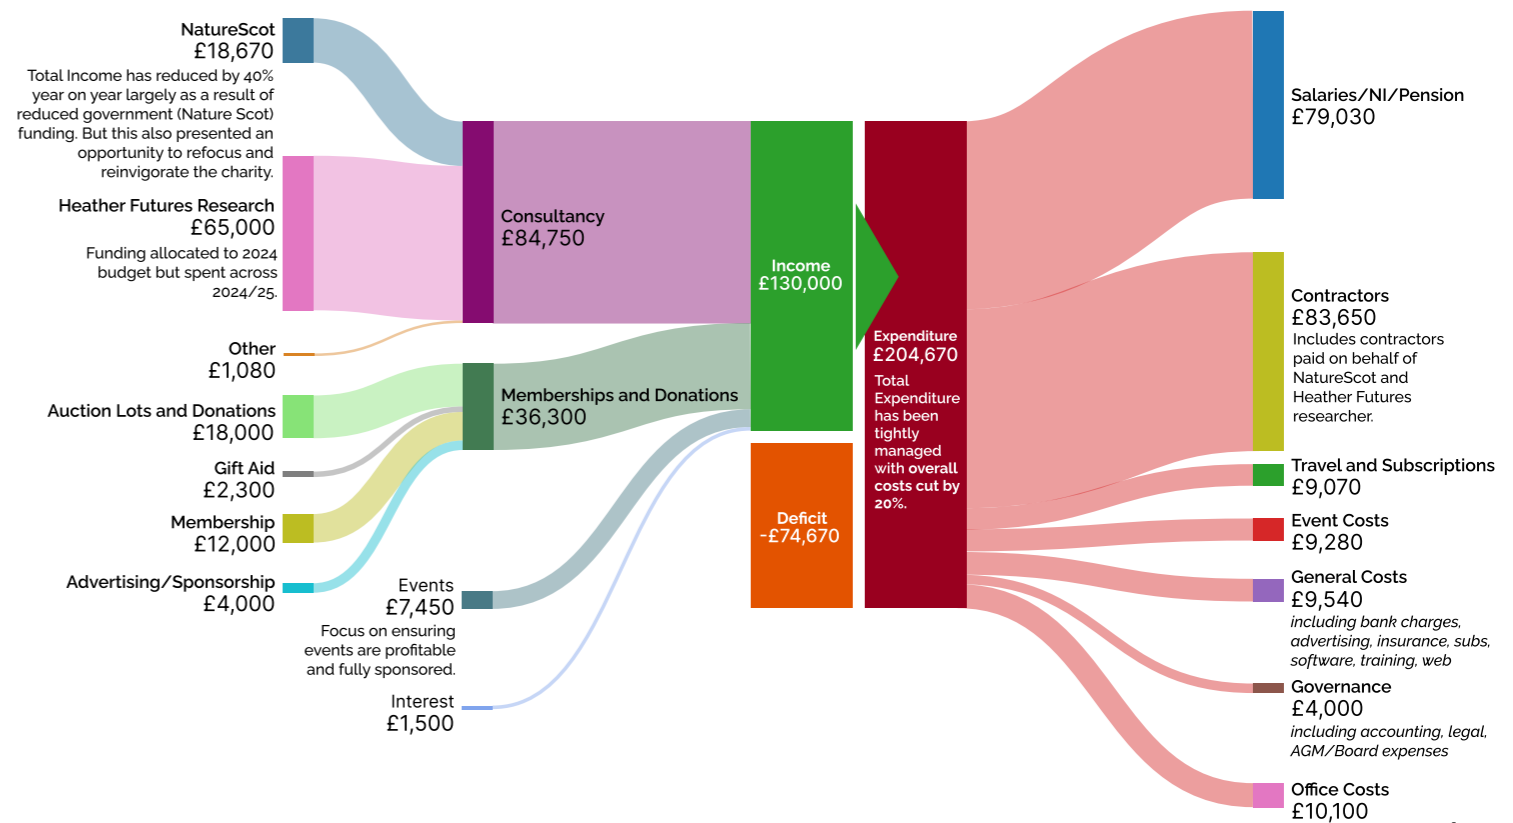 NatureScot
£18,670
Total Income has reduced by 40%
year on year largely as a result of
reduced government (Nature Scot)
funding. But this also presented an
opportunity to refocus and
reinvigorate the charity.
Heather Futures Research
£65,000
Funding allocated to 2024
budget but spent across
2024/25.
Other
£1,080
Auction Lots and Donations
£18,000
Gift Aid
£2,300
Membership
£12,000
Advertising/Sponsorship
£4,000
Consultancy
£84,750
Memberships and Donations
£36,300
Events
£7,450
Focus on ensuring
events are profitable
and fully sponsored.
Interest
£1,500
Income
£130,000
Deficit
-£74,670
Expenditure
£204,670
Total
Expenditure
has been
tightly
managed
with overall
costs cut by
20%.
Salaries/NI/Pension
£79,030
Contractors
£83,650
Includes contractors
paid on behalf of
NatureScot and
Heather Futures
researcher.
Travel and Subscriptions
£9,070
Event Costs
£9,280
General Costs
£9,540
including bank charges,
advertising, insurance, subs,
software, training, web
Governance
£4,000
including accounting, legal,
AGM/Board expenses
Office Costs
£10,100